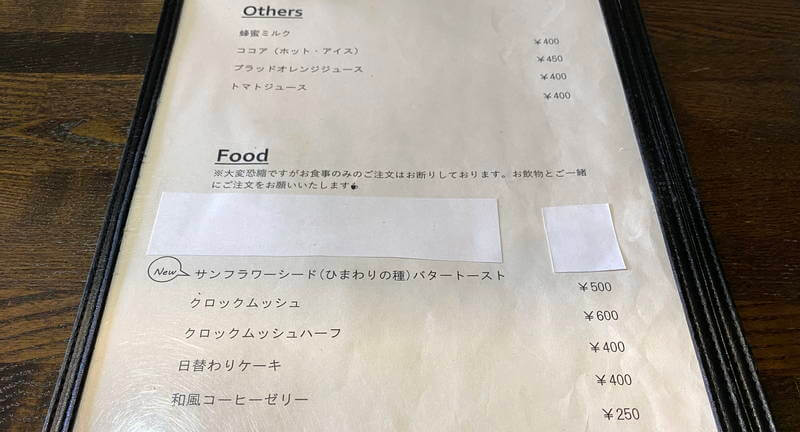 Others
蜂蜜ミルク ¥400
ココア（ホット・アイス） ¥450
ブラッドオレンジジュース ¥400
トマトジュース ¥400
Food
※大変恐縮ですがお食事のみのご注文はお断りしております。お飲物とご一緒
にご注文をお願いいたします
New サンフラワーシード（ひまわりの種）バタートースト ¥500
クロックムッシュ ¥600
クロックムッシュハーフ ¥400
日替わりケーキ ¥400
和風コーヒーゼリー ¥250